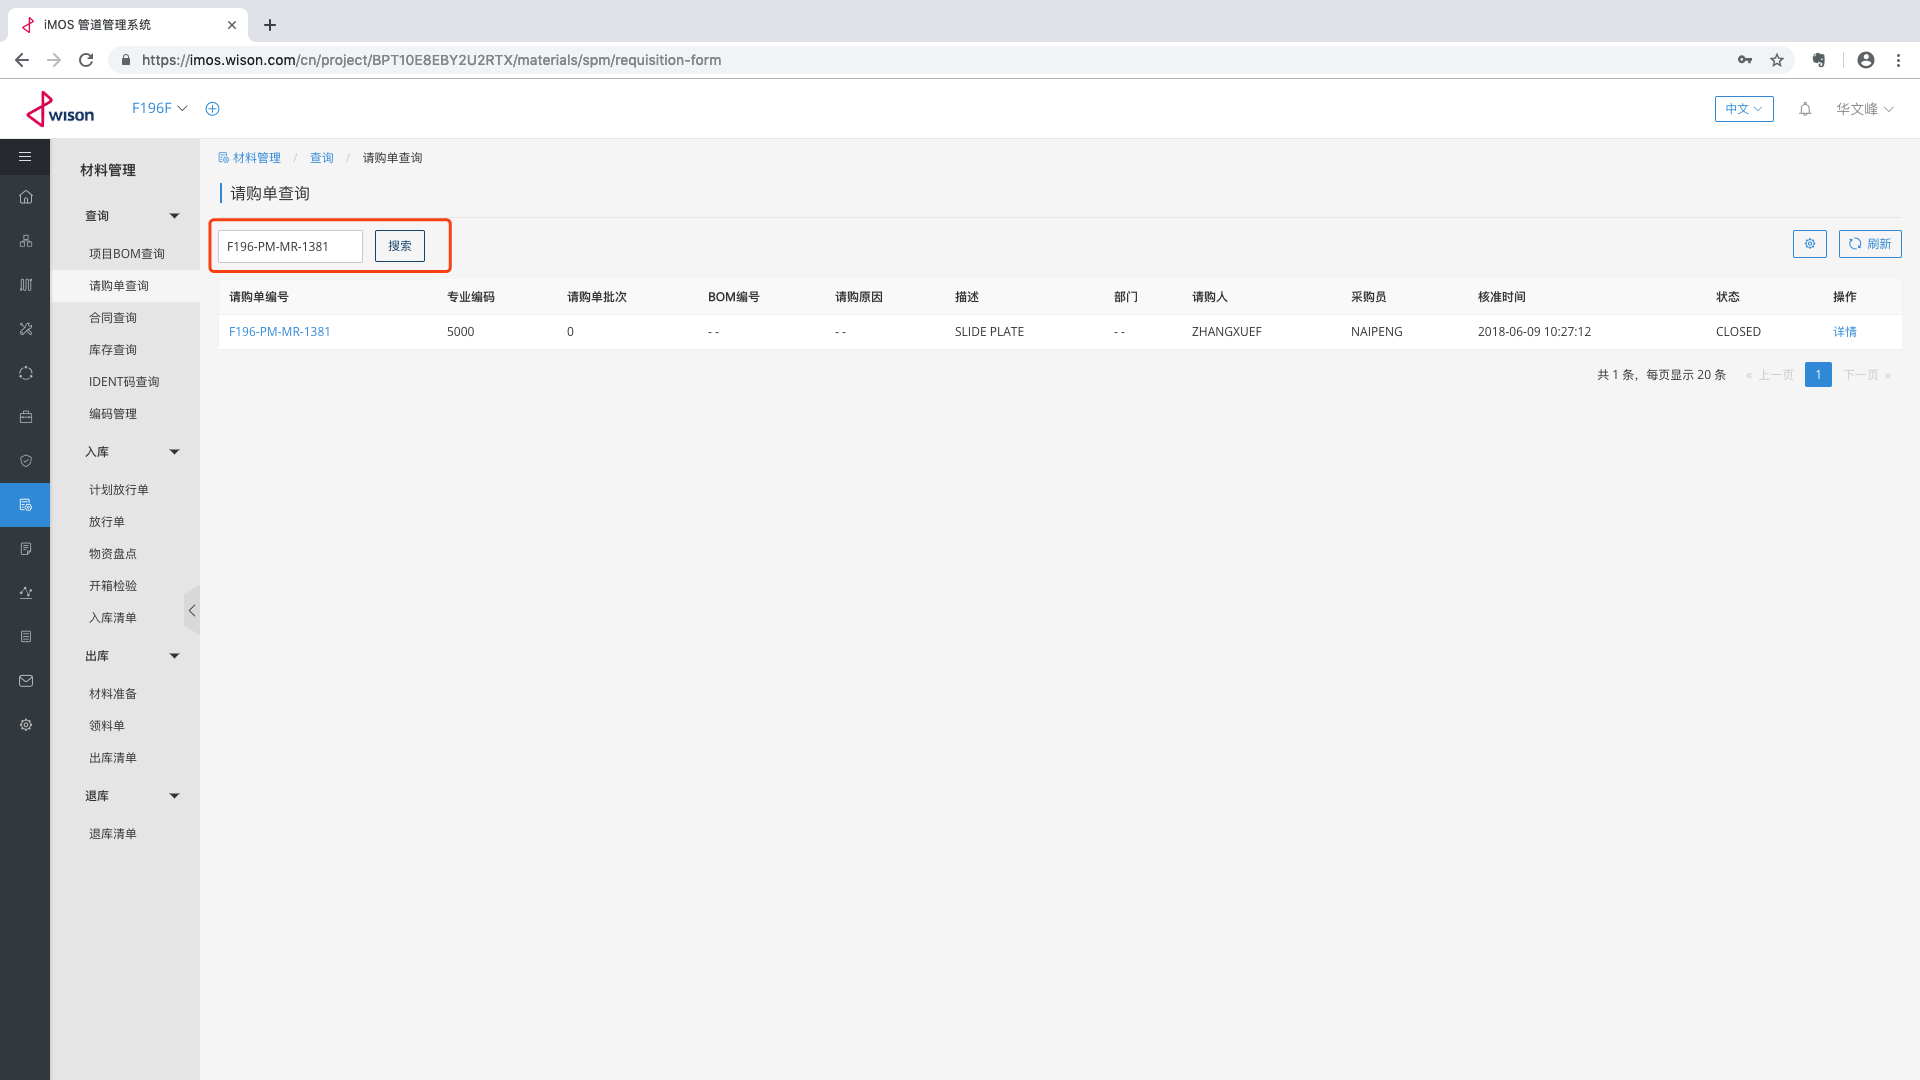 iMOS 管道管理系统
https://imos.wison.com/cn/project/BPT10E8EBY2U2RTX/materials/spm/requisition-form
wison
F196F
中文
华文峰
材料管理
查询
项目BOM查询
请购单查询
合同查询
库存查询
IDENT码查询
编码管理
入库
计划放行单
放行单
物资盘点
开箱检验
入库清单
出库
材料准备
领料单
出库清单
退库
退库清单
材料管理 / 查询 / 请购单查询
请购单查询
F196-PM-MR-1381 搜索
刷新
请购单编号 专业编码 请购单批次 BOM编号 请购原因 描述 部门 请购人 采购员 核准时间 状态 操作
F196-PM-MR-1381 5000 0 -- -- SLIDE PLATE -- ZHANGXUEF NAIPENG 2018-06-09 10:27:12 CLOSED 详情
共 1 条，每页显示 20 条 « 上一页 1 下一页 »